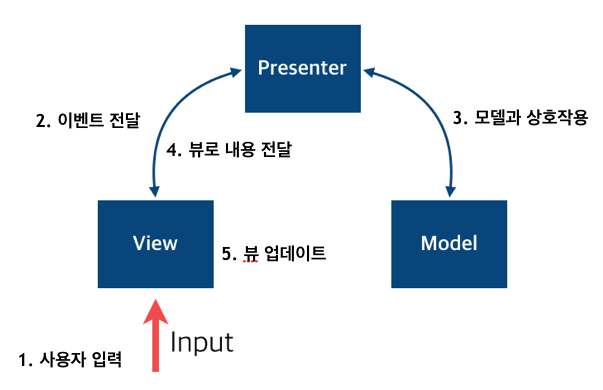 Presenter
2. 이벤트 전달
3. 모델과 상호작용
4. 뷰로 내용 전달
View
Model
5. 뷰 업데이트
Input
1. 사용자 입력